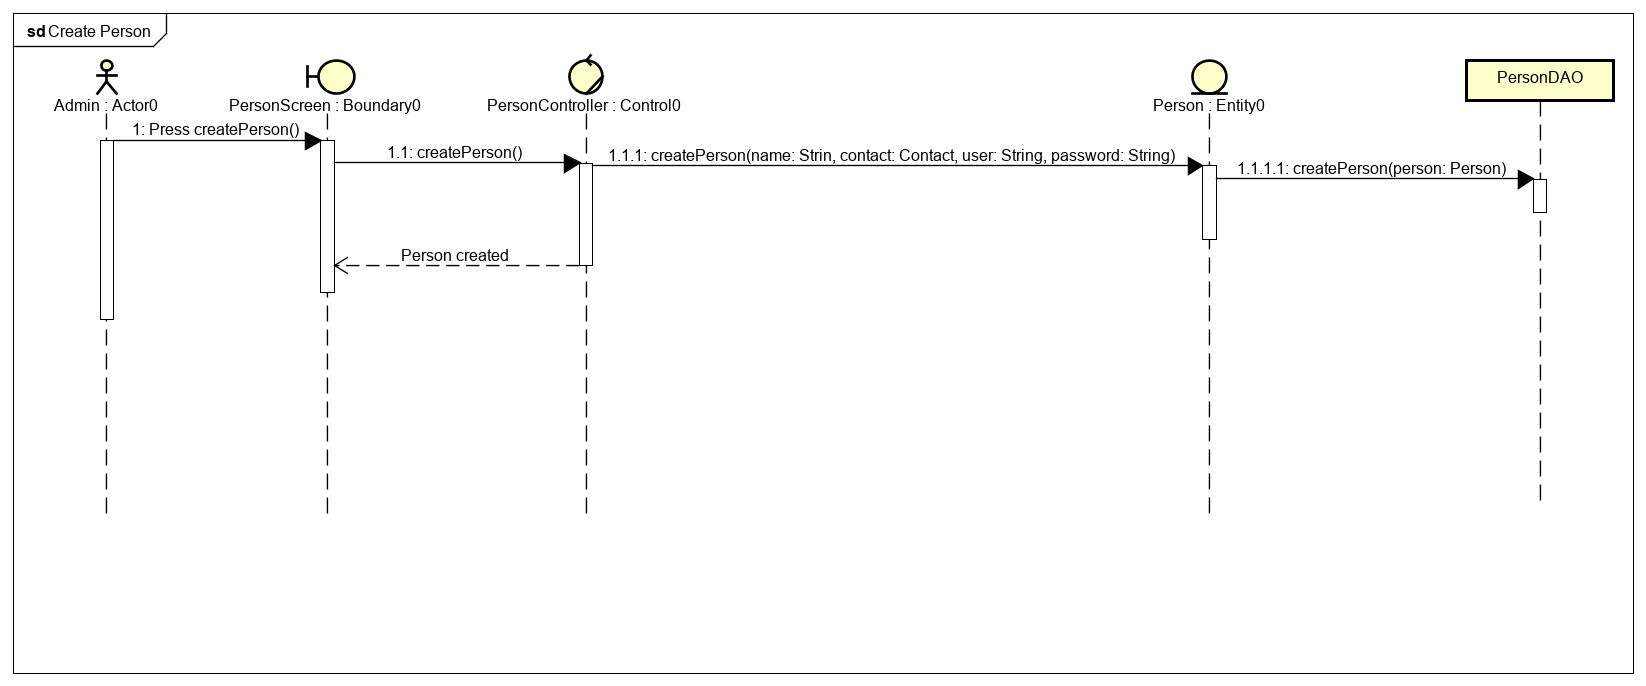 sd Create Person
Admin : Actor0
PersonScreen : Boundary0
PersonController : Control0
Person : Entity0
PersonDAO
1: Press createPerson()
1.1: createPerson()
1.1.1: createPerson(name: Strin, contact: Contact, user: String, password: String)
1.1.1.1: createPerson(person: Person)
Person created